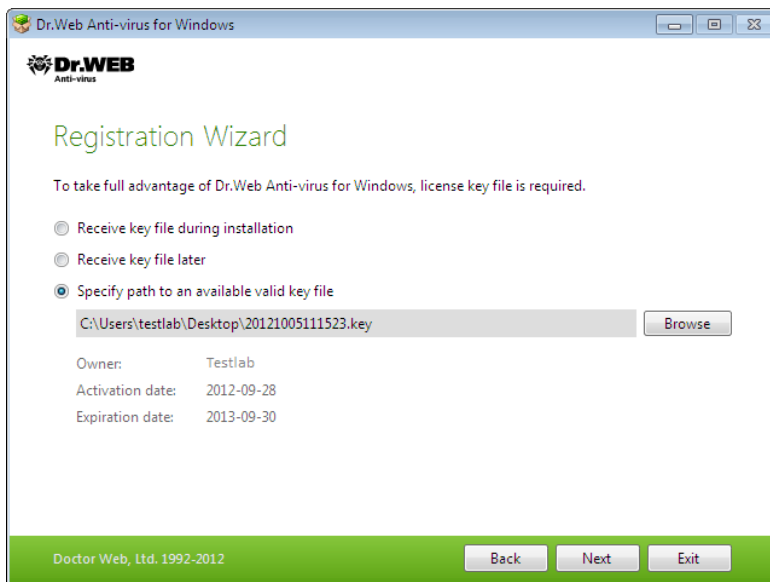 Dr.Web Anti-virus for Windows
Dr.WEB
Anti-virus
Registration Wizard
To take full advantage of Dr.Web Anti-virus for Windows, license key file is required.
Receive key file during installation
Receive key file later
Specify path to an available valid key file
C:\Users\testlab\Desktop\20121005111523.key Browse
Owner: Testlab
Activation date: 2012-09-28
Expiration date: 2013-09-30
Doctor Web, Ltd. 1992-2012 Back Next Exit